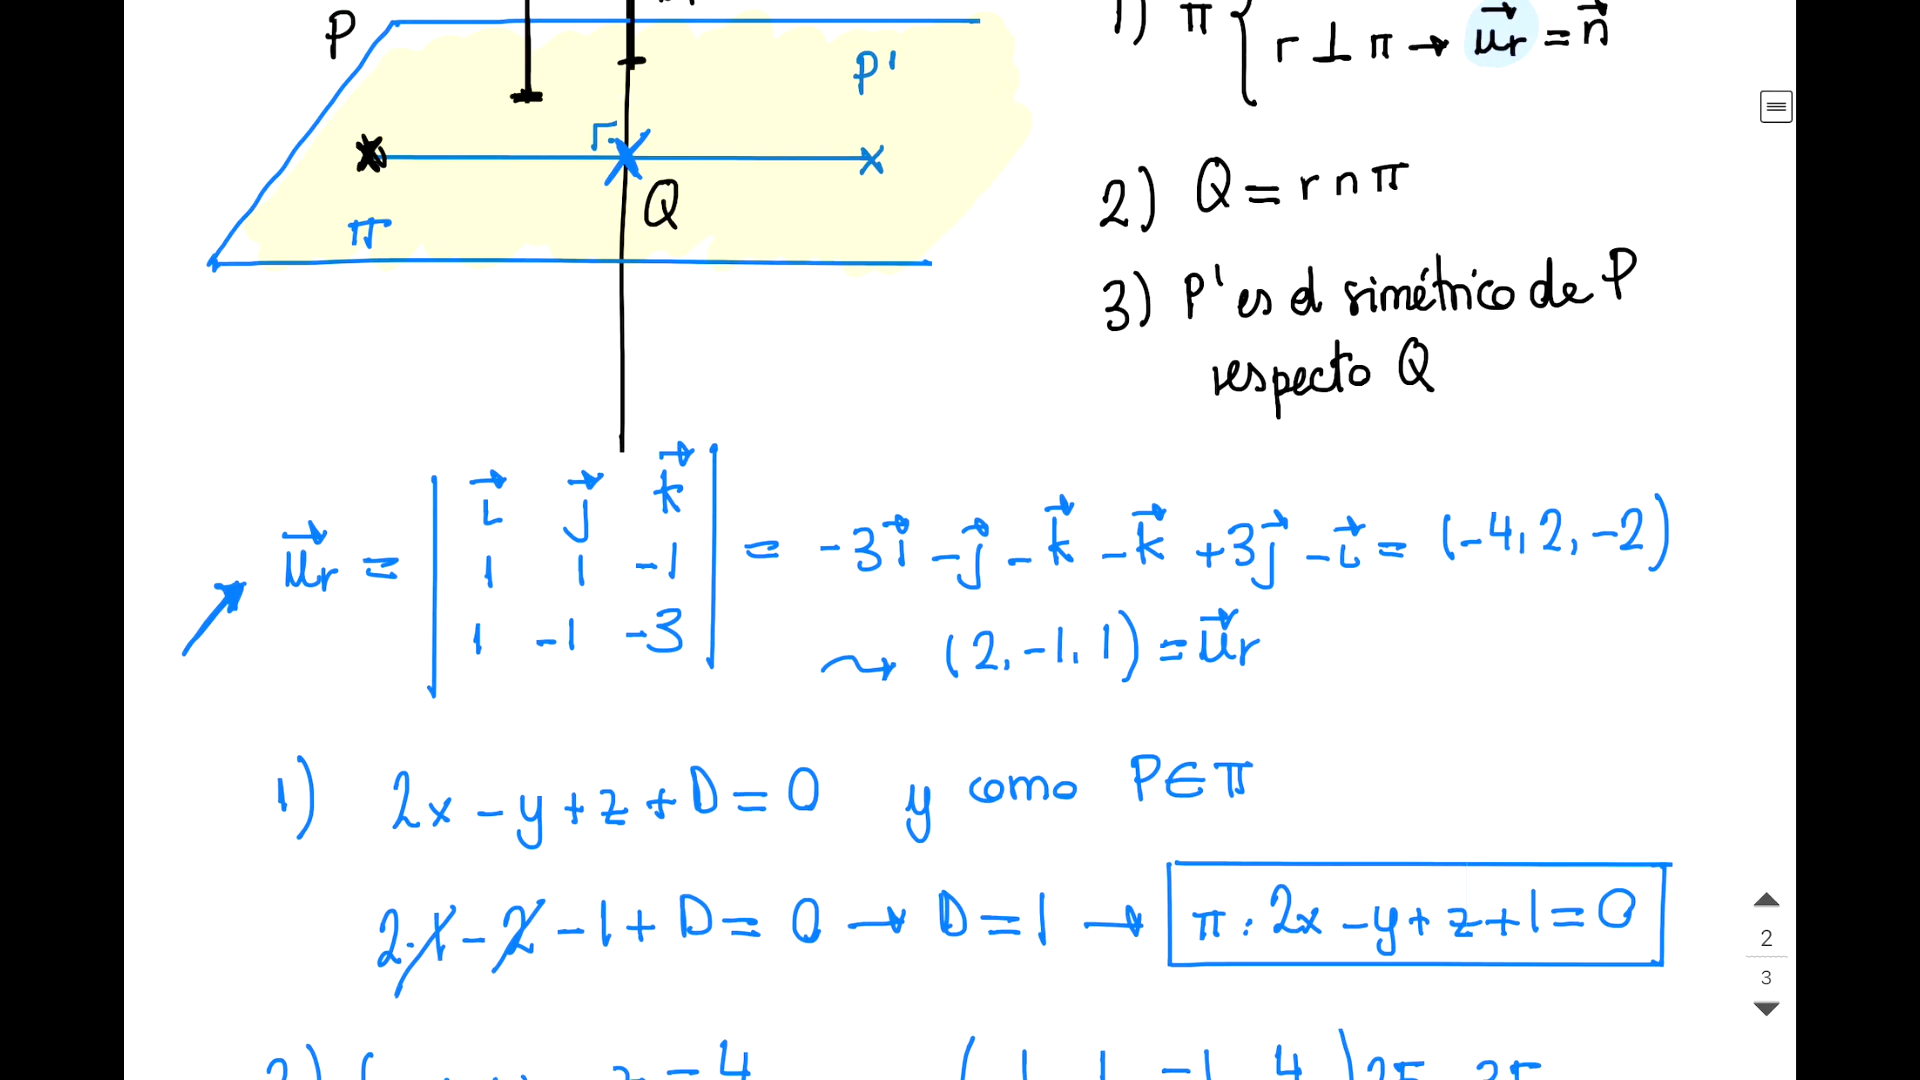 P
P'
Q
π
1) π { r ⊥ π → u⃗r = n⃗
2) Q = r ∩ π
3) P' es el simétrico de P
respecto Q
u⃗r = | i⃗ j⃗ k⃗ |
| 1 1 -1 | = -3i⃗ - j⃗ - k⃗ - k⃗ + 3j⃗ - i⃗ = (-4, 2, -2)
| 1 -1 -3 |
⇝ (2, -1, 1) = u⃗r
1) 2x - y + z + D = 0 y como P∈π
2·1 - 2 - 1 + D = 0 → D = 1 → π: 2x - y + z + 1 = 0
2
3